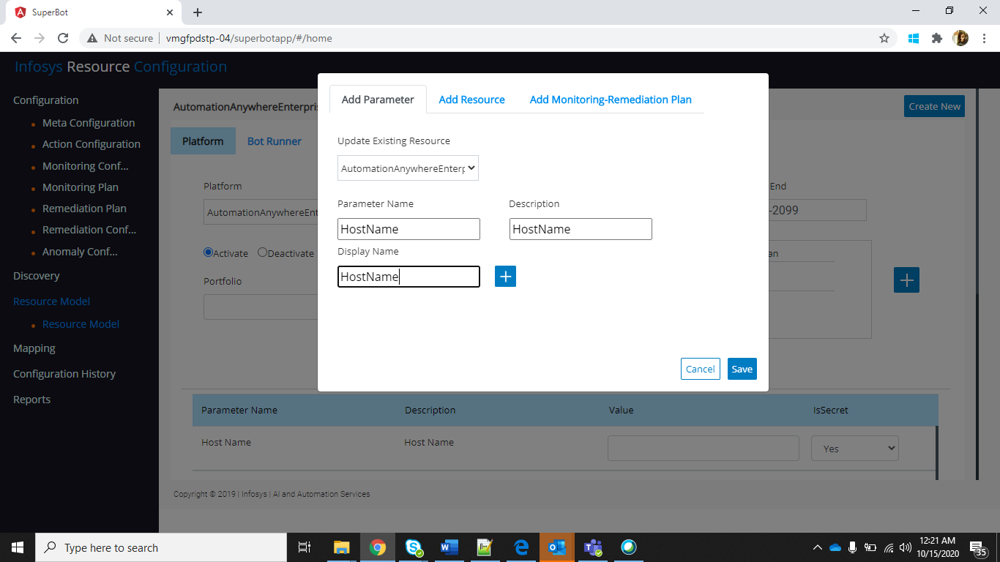 SuperBot
Not secure
vmgfpdstp-04/superbotapp/#/home
Infosys Resource Configuration
Configuration
Meta Configuration
Action Configuration
Monitoring Conf...
Monitoring Plan
Remediation Plan
Remediation Conf...
Anomaly Conf...
Discovery
Resource Model
Resource Model
Mapping
Configuration History
Reports
AutomationAnywhereEnterpris
Create New
Platform
Bot Runner
Platform
AutomationAnywhereEnt
Activate
Deactivate
Portfolio
End
-2099
an
Add Parameter
Add Resource
Add Monitoring-Remediation Plan
Update Existing Resource
AutomationAnywhereEnterp
Parameter Name
Description
HostName
HostName
Display Name
HostName
Cancel
Save
Parameter Name
Description
Value
IsSecret
Host Name
Host Name
Yes
Copyright © 2019 | Infosys | AI and Automation Services
Type here to search
12:21 AM
10/15/2020
35